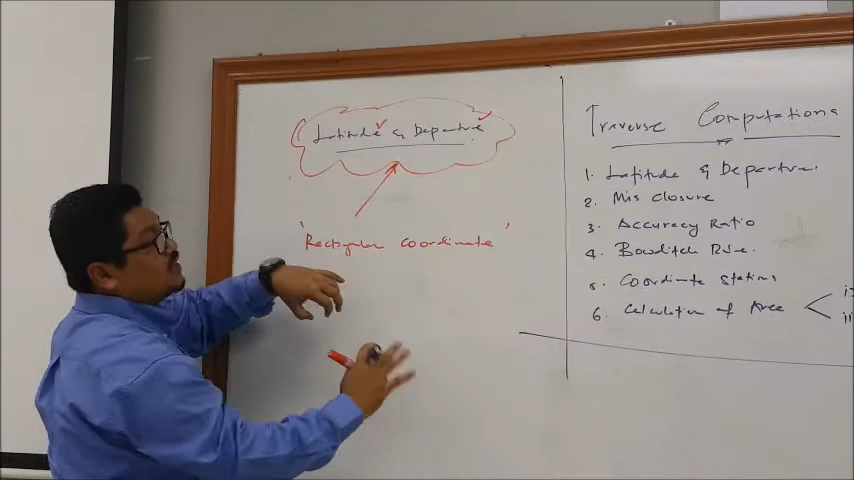 Latitude & Departure
'Rectangular coordinate'
Traverse Computations
1. Latitude & Departure.
2. Mis closure
3. Accuracy Ratio
4. Bowditch Rule.
5. Coordinate stations
6. Calculation of Area
i)
ii